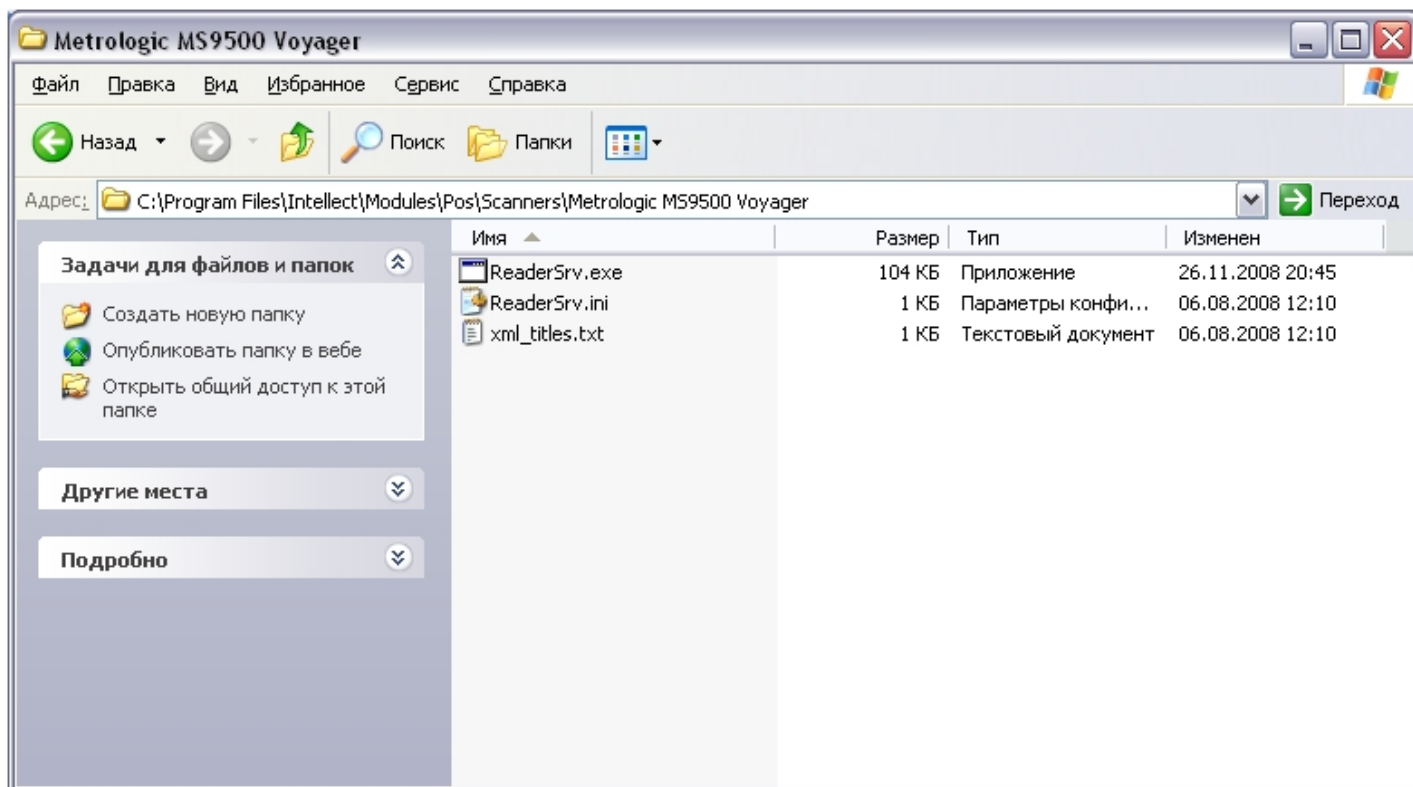 Metrologic MS9500 Voyager
Файл Правка Вид Избранное Сервис Справка
Назад Поиск Папки
Адрес: C:\Program Files\Intellect\Modules\Pos\Scanners\Metrologic MS9500 Voyager Переход
Имя Размер Тип Изменен
Задачи для файлов и папок
Создать новую папку
Опубликовать папку в вебе
Открыть общий доступ к этой
папке
Другие места
Подробно
ReaderSrv.exe 104 КБ Приложение 26.11.2008 20:45
ReaderSrv.ini 1 КБ Параметры конфи... 06.08.2008 12:10
xml_titles.txt 1 КБ Текстовый документ 06.08.2008 12:10